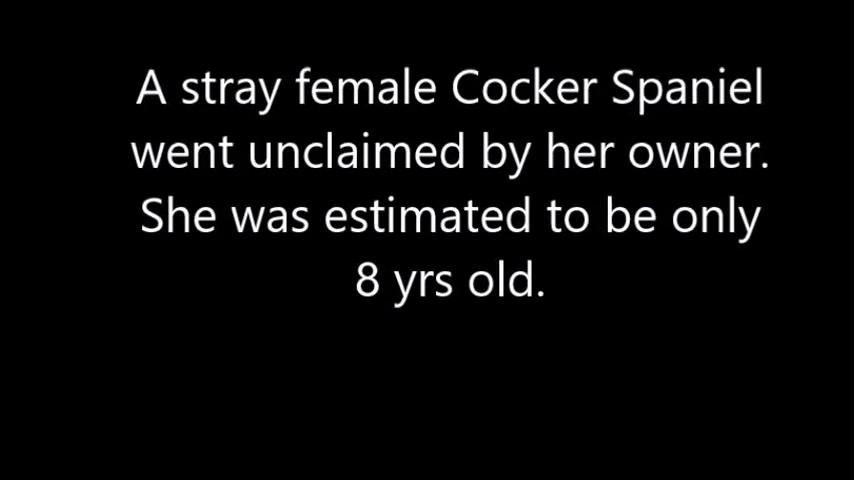 A stray female Cocker Spaniel
went unclaimed by her owner.
She was estimated to be only
8 yrs old.